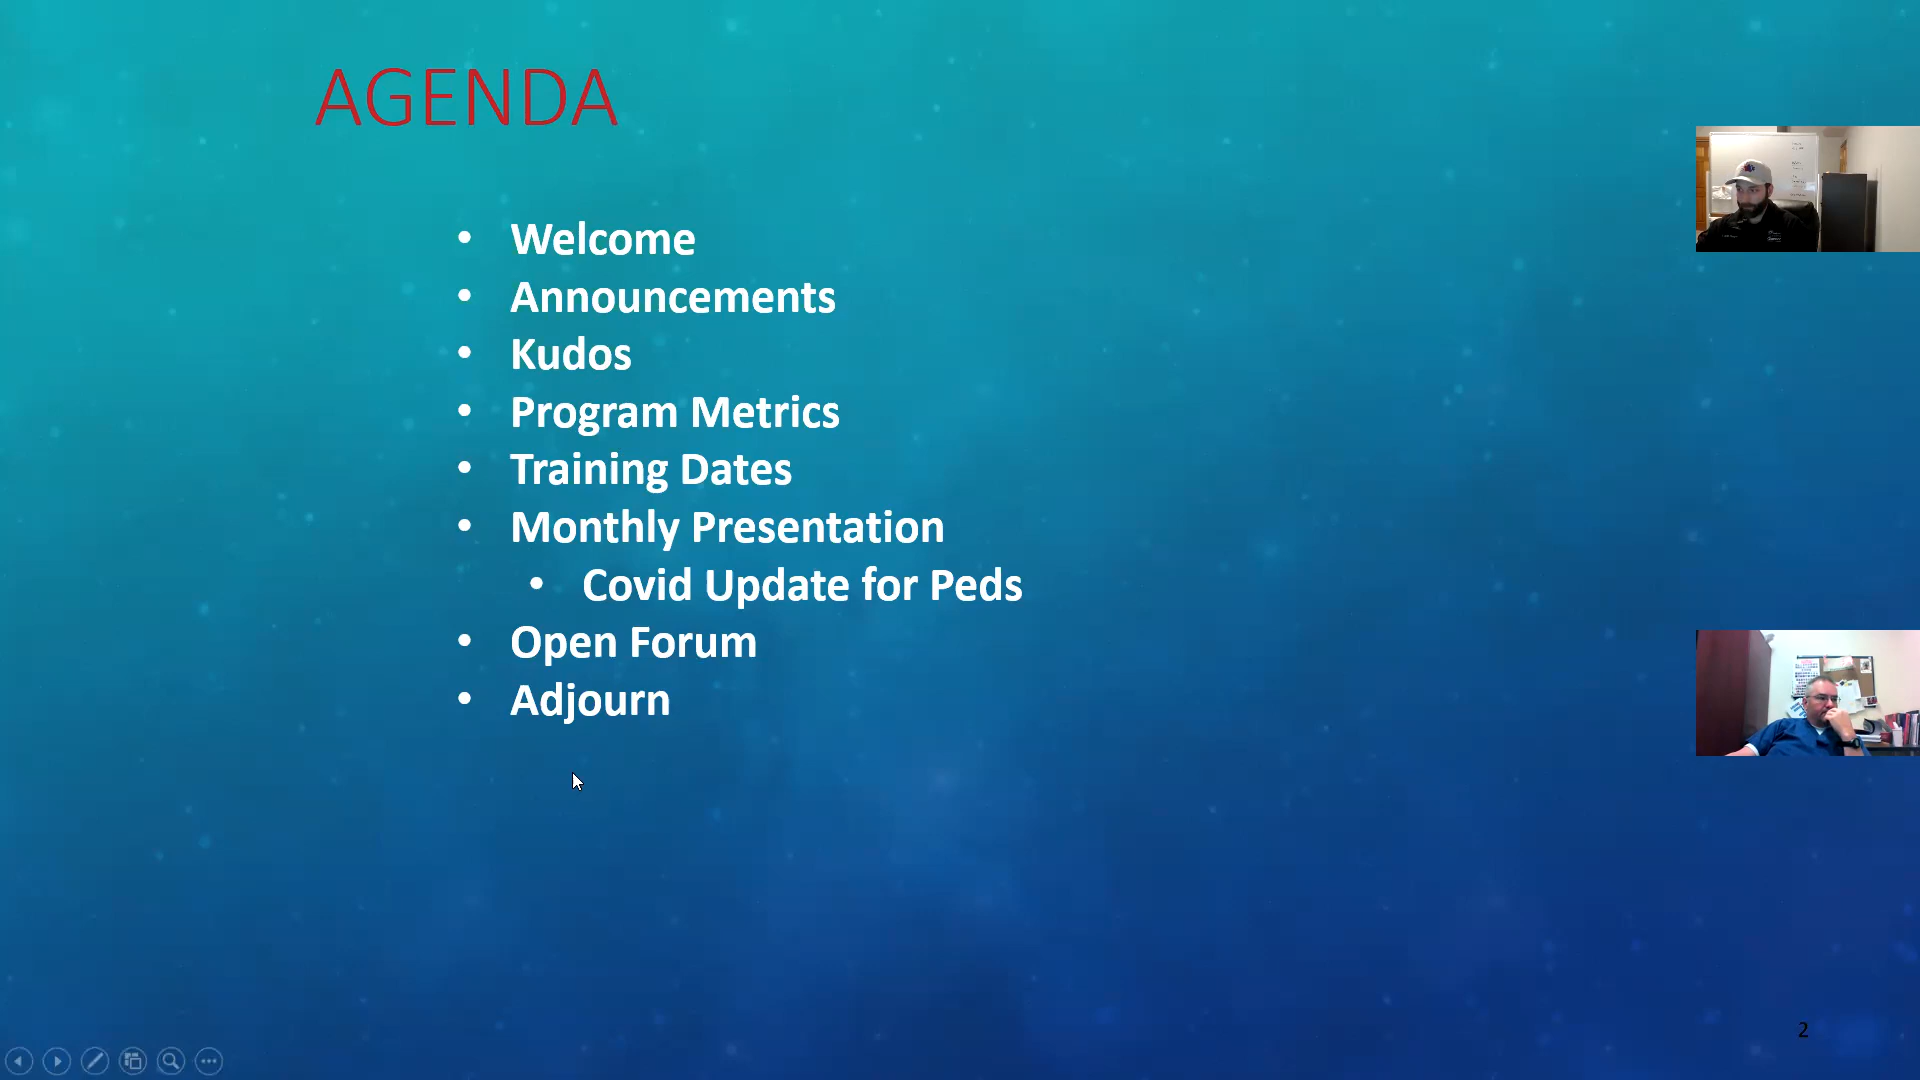 AGENDA
• Welcome
• Announcements
• Kudos
• Program Metrics
• Training Dates
• Monthly Presentation
• Covid Update for Peds
• Open Forum
• Adjourn
2